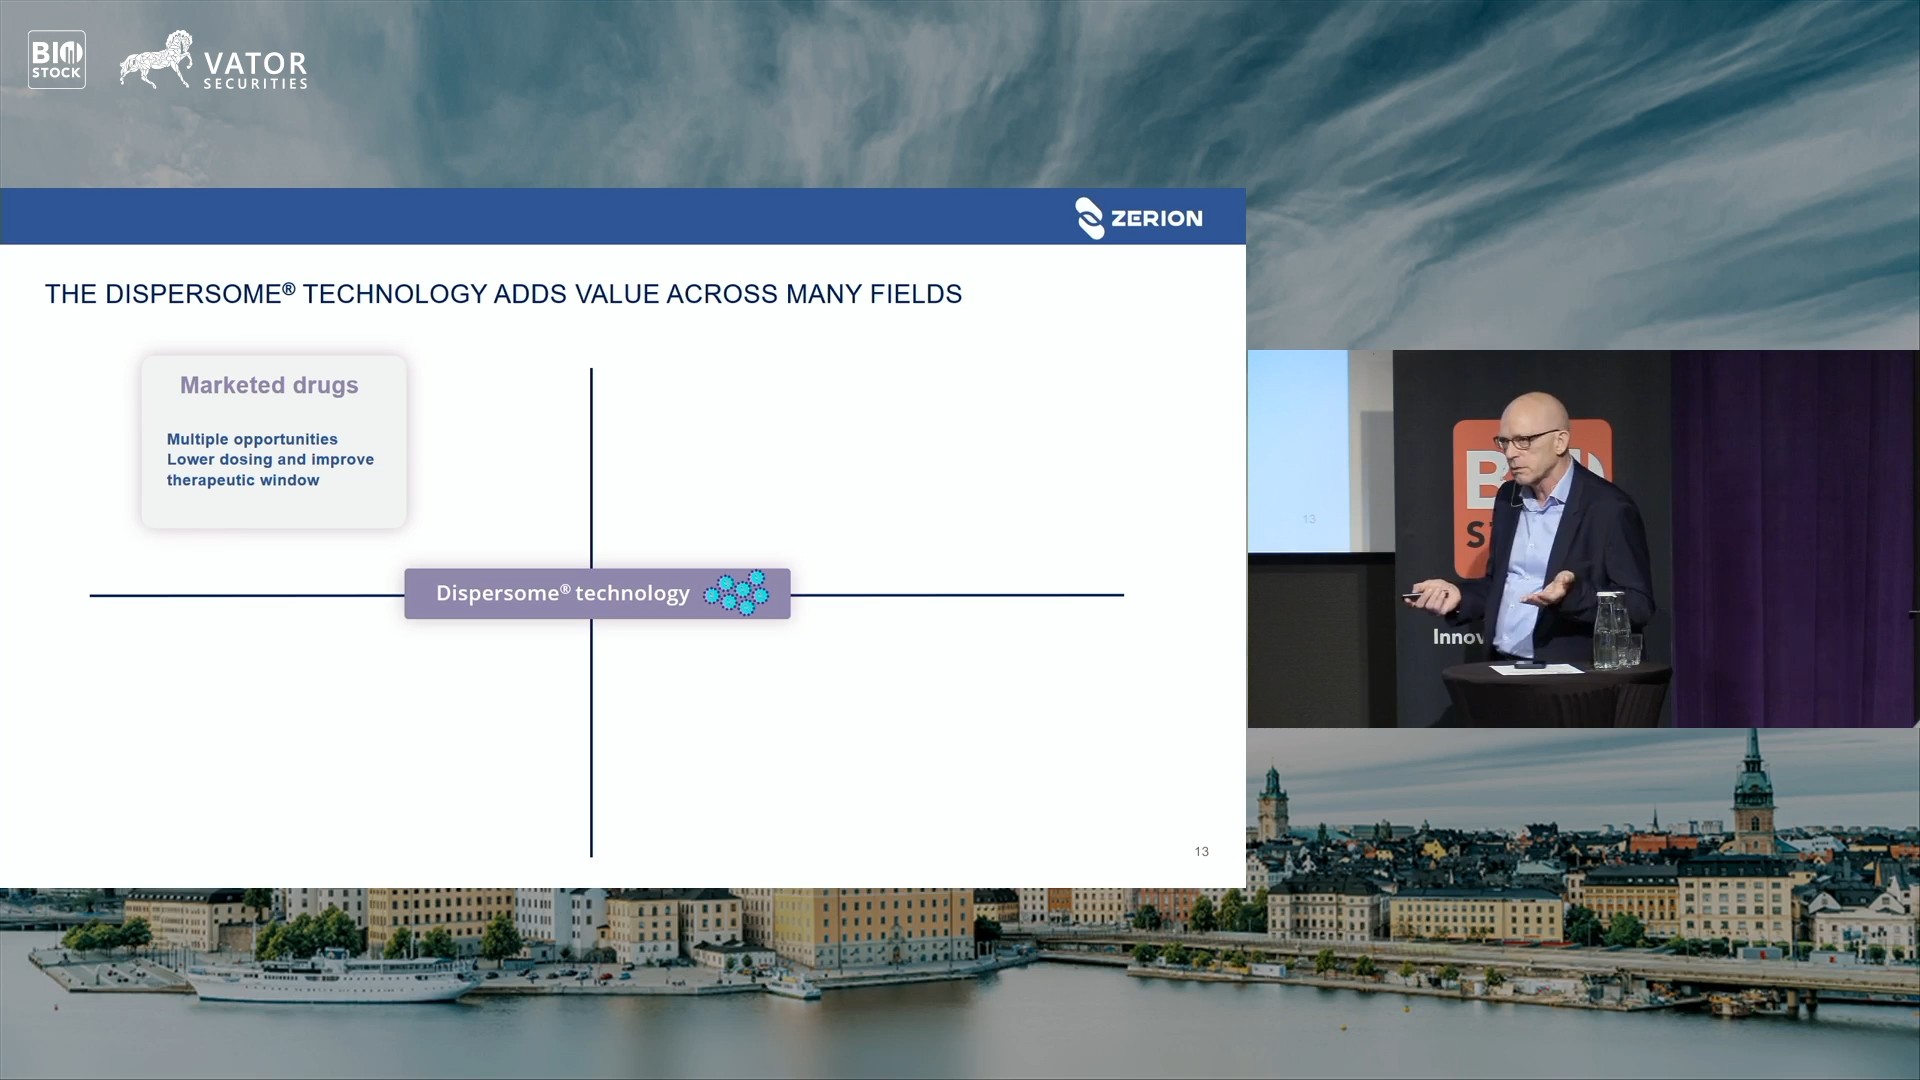 BIO
STOCK
VATOR
SECURITIES
ZERION
THE DISPERSOME® TECHNOLOGY ADDS VALUE ACROSS MANY FIELDS
Marketed drugs
Multiple opportunities
Lower dosing and improve
therapeutic window
Dispersome® technology
13
13
Innov